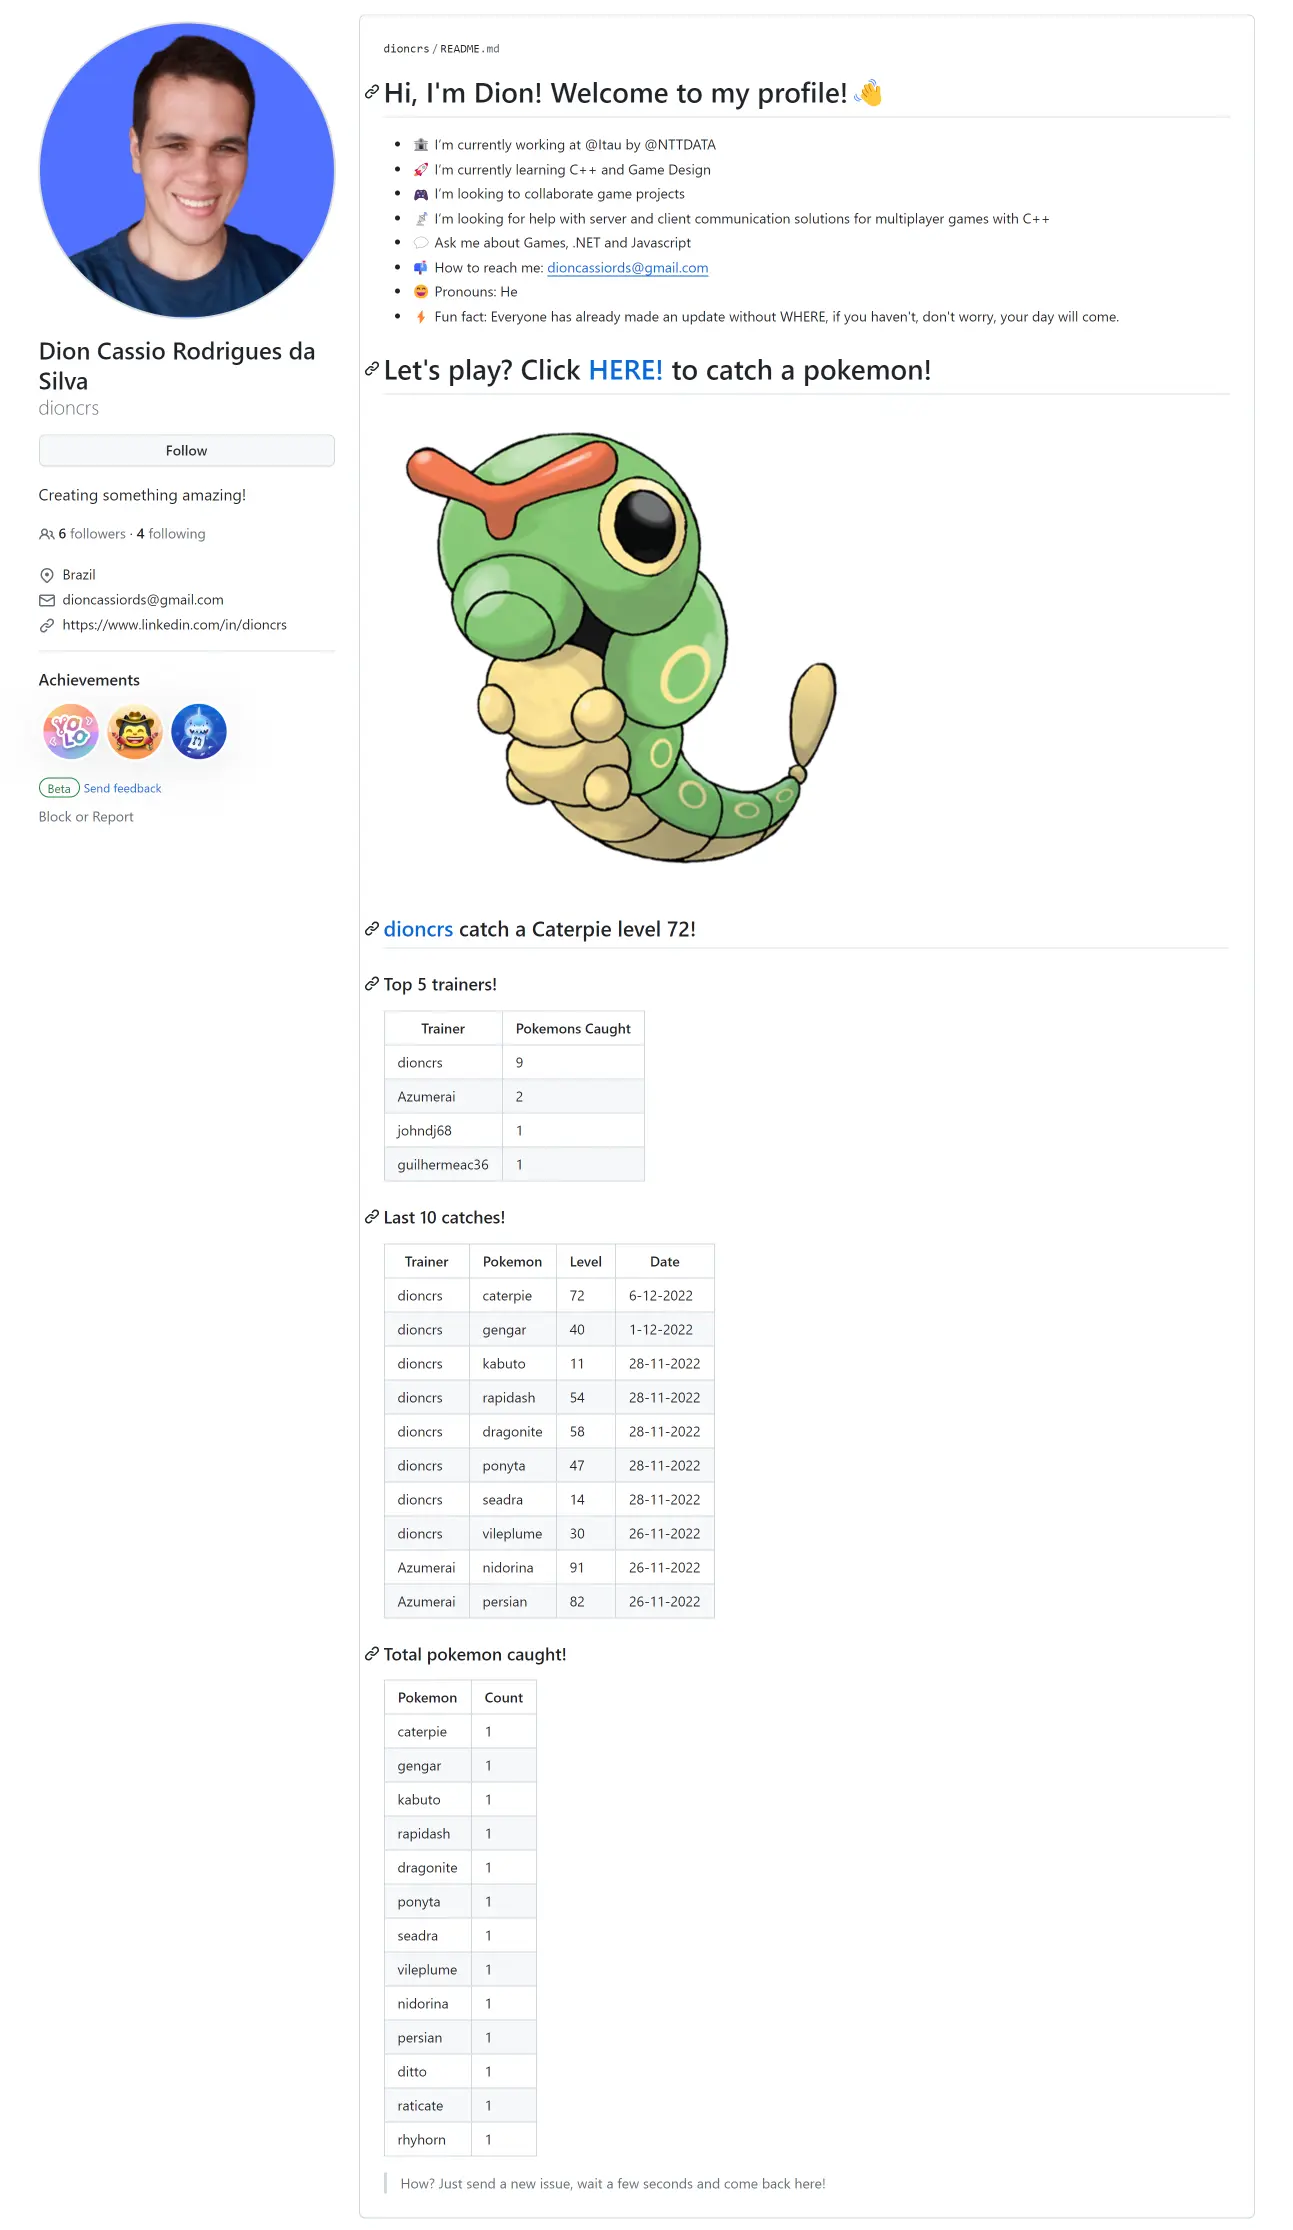 Dion Cassio Rodrigues da
Silva
dioncrs
Follow
Creating something amazing!
6 followers · 4 following
Brazil
dioncassiords@gmail.com
https://www.linkedin.com/in/dioncrs
Achievements
YOLO
Beta Send feedback
Block or Report
dioncrs / README.md
Hi, I'm Dion! Welcome to my profile! 👋
• 🏦 I'm currently working at @Itau by @NTTDATA
• 🚀 I'm currently learning C++ and Game Design
• 🎮 I'm looking to collaborate game projects
• I'm looking for help with server and client communication solutions for multiplayer games with C++
• 💬 Ask me about Games, .NET and Javascript
• 📫 How to reach me: dioncassiords@gmail.com
• 😄 Pronouns: He
• ⚡ Fun fact: Everyone has already made an update without WHERE, if you haven't, don't worry, your day will come.
Let's play? Click HERE! to catch a pokemon!
dioncrs catch a Caterpie level 72!
Top 5 trainers!
Trainer Pokemons Caught
dioncrs 9
Azumerai 2
johndj68 1
guilhermeac36 1
Last 10 catches!
Trainer Pokemon Level Date
dioncrs caterpie 72 6-12-2022
dioncrs gengar 40 1-12-2022
dioncrs kabuto 11 28-11-2022
dioncrs rapidash 54 28-11-2022
dioncrs dragonite 58 28-11-2022
dioncrs ponyta 47 28-11-2022
dioncrs seadra 14 28-11-2022
dioncrs vileplume 30 26-11-2022
Azumerai nidorina 91 26-11-2022
Azumerai persian 82 26-11-2022
Total pokemon caught!
Pokemon Count
caterpie 1
gengar 1
kabuto 1
rapidash 1
dragonite 1
ponyta 1
seadra 1
vileplume 1
nidorina 1
persian 1
ditto 1
raticate 1
rhyhorn 1
How? Just send a new issue, wait a few seconds and come back here!